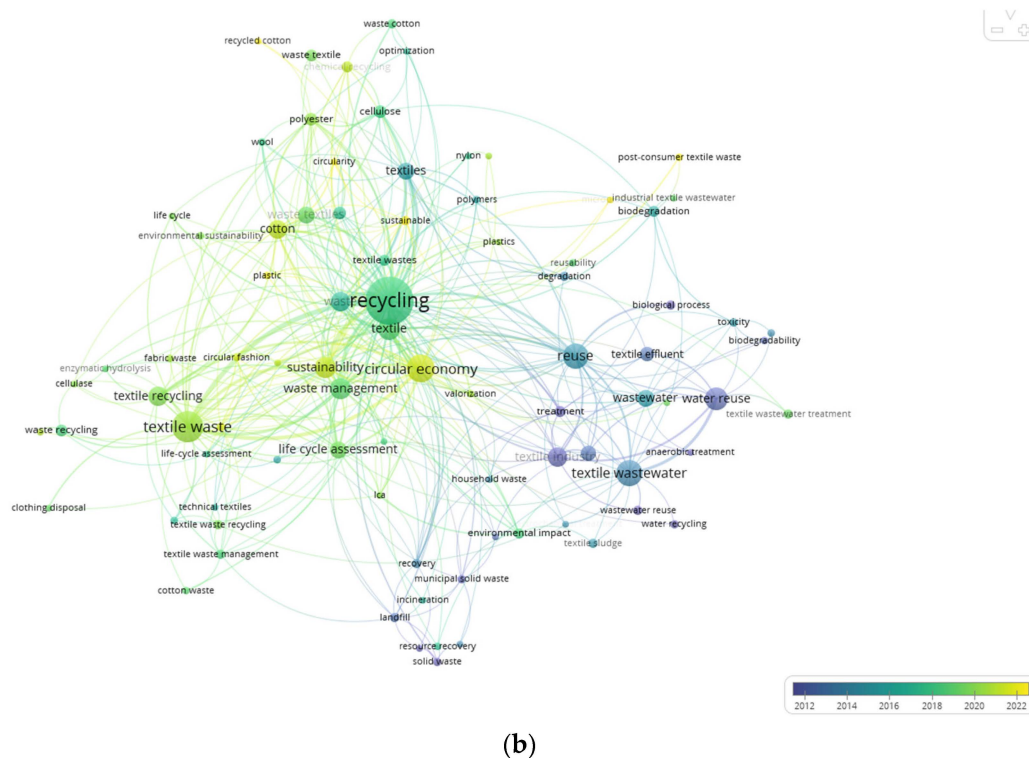 waste cotton
recycled cotton
optimization
waste textile
chemical recycling
cellulose
polyester
wool
nylon
circularity
post-consumer textile waste
textiles
industrial textile wastewater
polymers
biodegradation
life cycle
waste textiles
sustainable
cotton
environmental sustainability
plastics
textile wastes
reusability
plastic
degradation
recycling
biological process
textile
toxicity
biodegradability
fabric waste
circular fashion
reuse
textile effluent
enzymatic hydrolysis
sustainability
circular economy
cellulase
waste management
textile recycling
valorization
wastewater
water reuse
treatment
textile wastewater treatment
textile waste
waste recycling
life cycle assessment
anaerobic treatment
life-cycle assessment
textile industry
textile wastewater
household waste
lca
clothing disposal
technical textiles
wastewater reuse
textile waste recycling
water recycling
environmental impact
textile sludge
textile waste management
recovery
municipal solid waste
cotton waste
incineration
landfill
resource recovery
solid waste
2012 2014 2016 2018 2020 2022
(b)